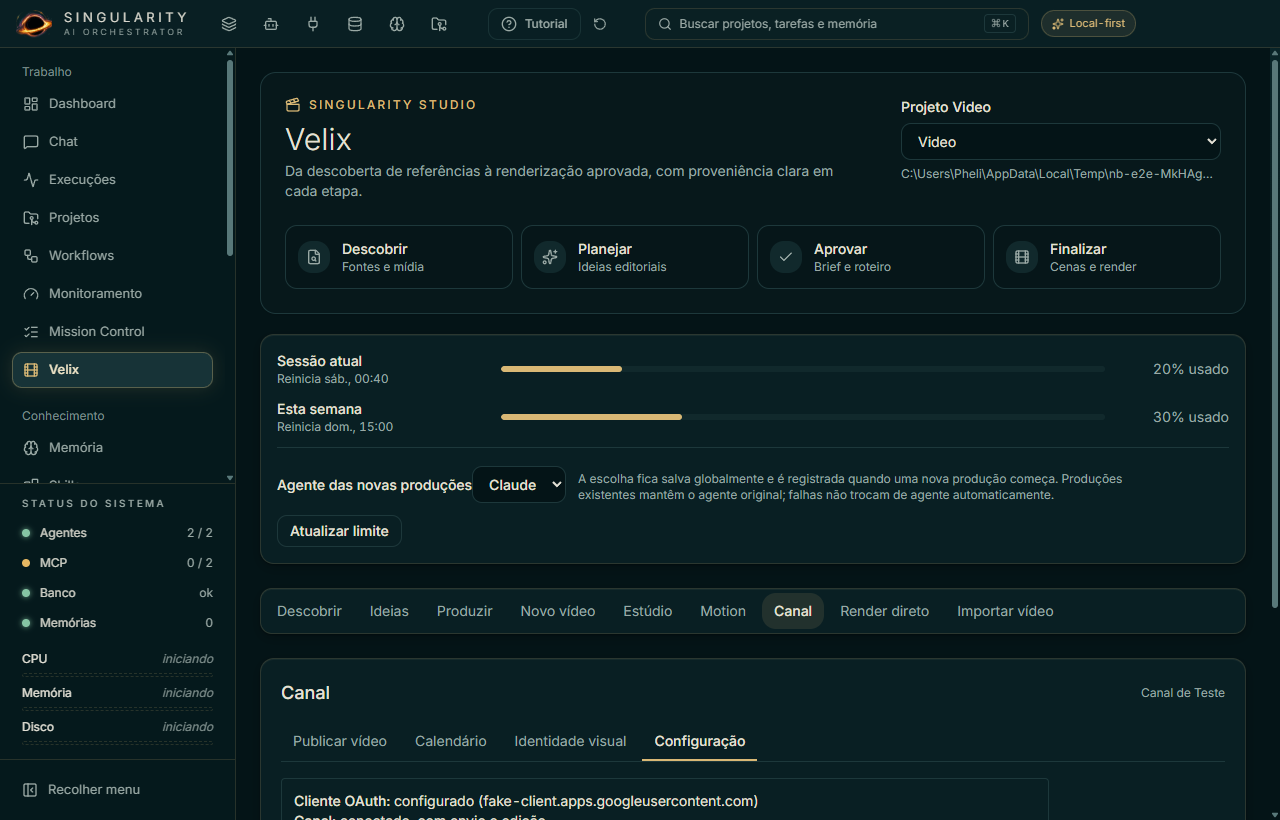 SINGULARITY
AI ORCHESTRATOR
Tutorial
Buscar projetos, tarefas e memória
⌘K
Local-first
Trabalho
Dashboard
Chat
Execuções
Projetos
Workflows
Monitoramento
Mission Control
Velix
Conhecimento
Memória
STATUS DO SISTEMA
Agentes 2 / 2
MCP 0 / 2
Banco ok
Memórias 0
CPU iniciando
Memória iniciando
Disco iniciando
Recolher menu
SINGULARITY STUDIO
Velix
Da descoberta de referências à renderização aprovada, com proveniência clara em
cada etapa.
Projeto Video
Video
C:\Users\Pheli\AppData\Local\Temp\nb-e2e-MkHAg...
Descobrir
Fontes e mídia
Planejar
Ideias editoriais
Aprovar
Brief e roteiro
Finalizar
Cenas e render
Sessão atual
Reinicia sáb., 00:40
20% usado
Esta semana
Reinicia dom., 15:00
30% usado
Agente das novas produções
Claude
A escolha fica salva globalmente e é registrada quando uma nova produção começa. Produções
existentes mantêm o agente original; falhas não trocam de agente automaticamente.
Atualizar limite
Descobrir Ideias Produzir Novo vídeo Estúdio Motion Canal Render direto Importar vídeo
Canal
Canal de Teste
Publicar vídeo Calendário Identidade visual Configuração
Cliente OAuth: configurado (fake-client.apps.googleusercontent.com)